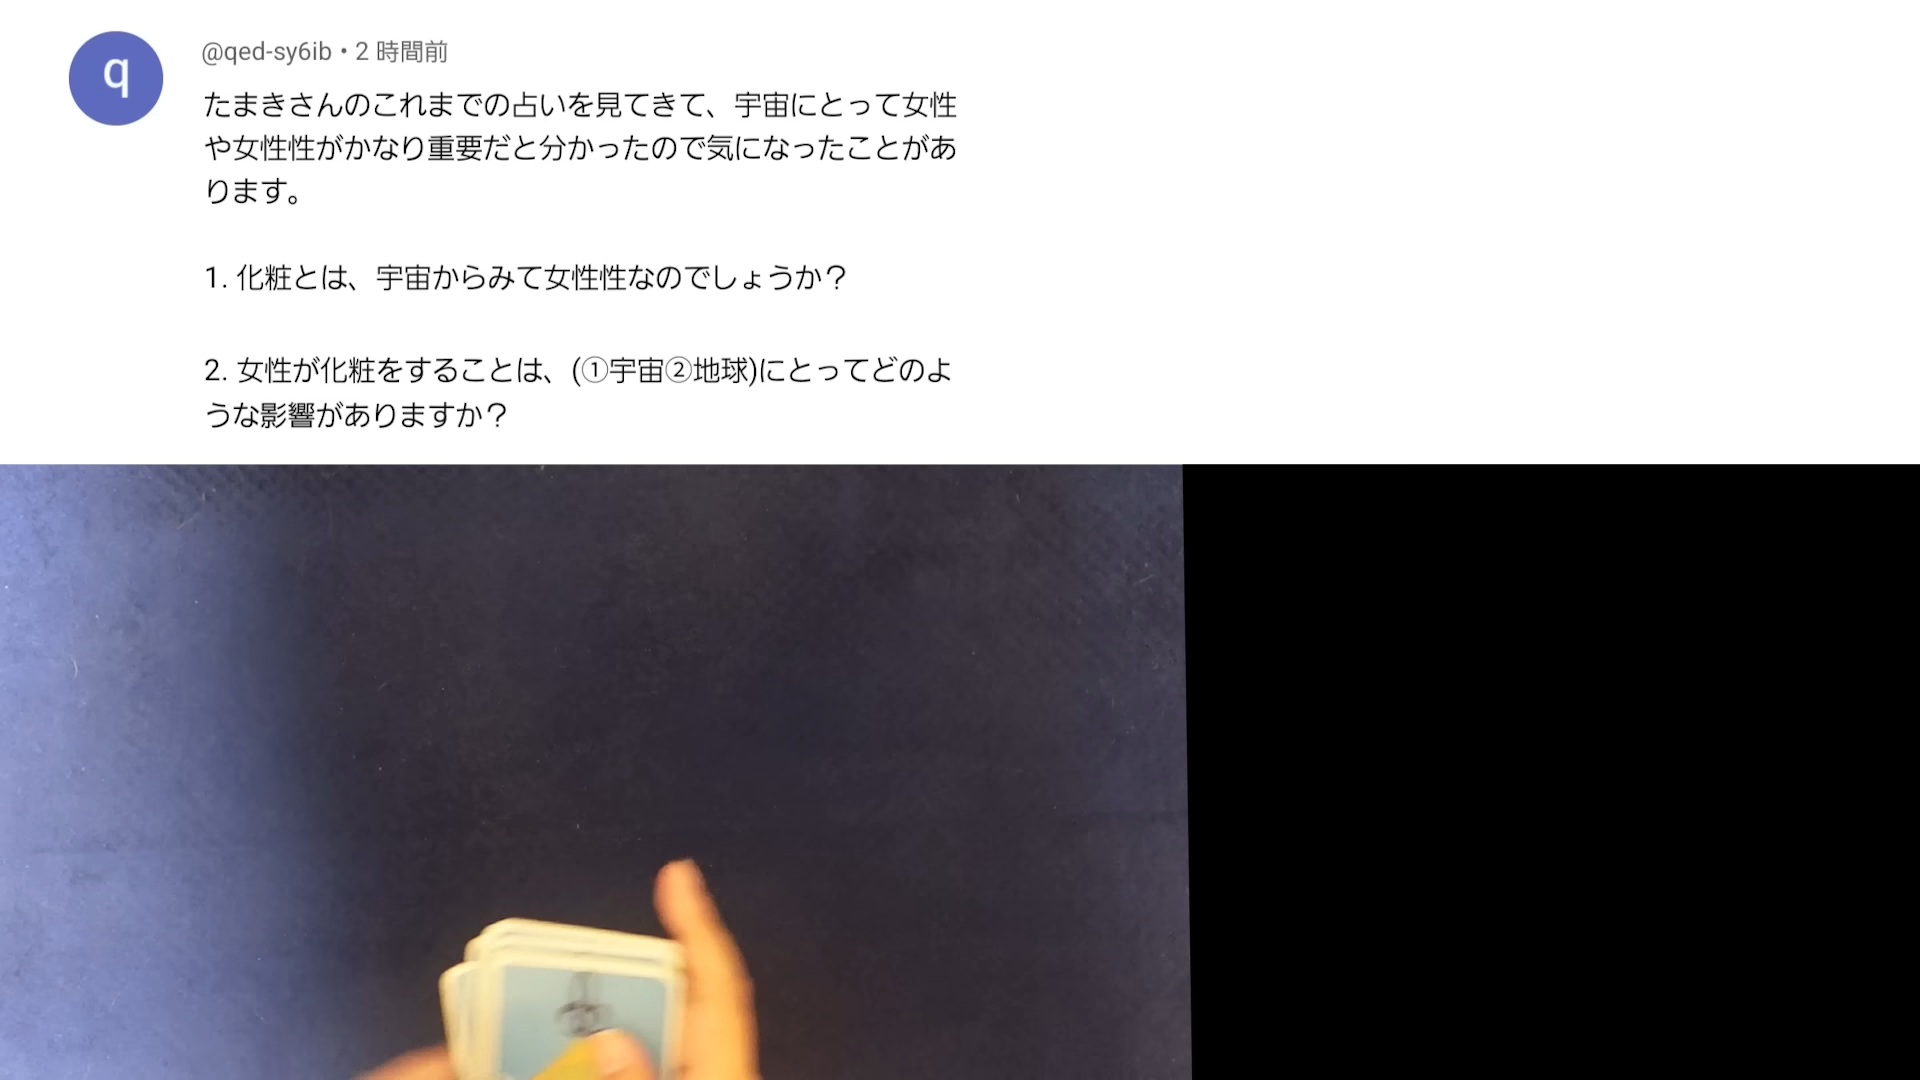 q
@qed-sy6ib・2 時間前
たまきさんのこれまでの占いを見てきて、宇宙にとって女性
や女性性がかなり重要だと分かったので気になったことがあ
ります。
1. 化粧とは、宇宙からみて女性性なのでしょうか？
2. 女性が化粧をすることは、(①宇宙②地球)にとってどのよ
うな影響がありますか？